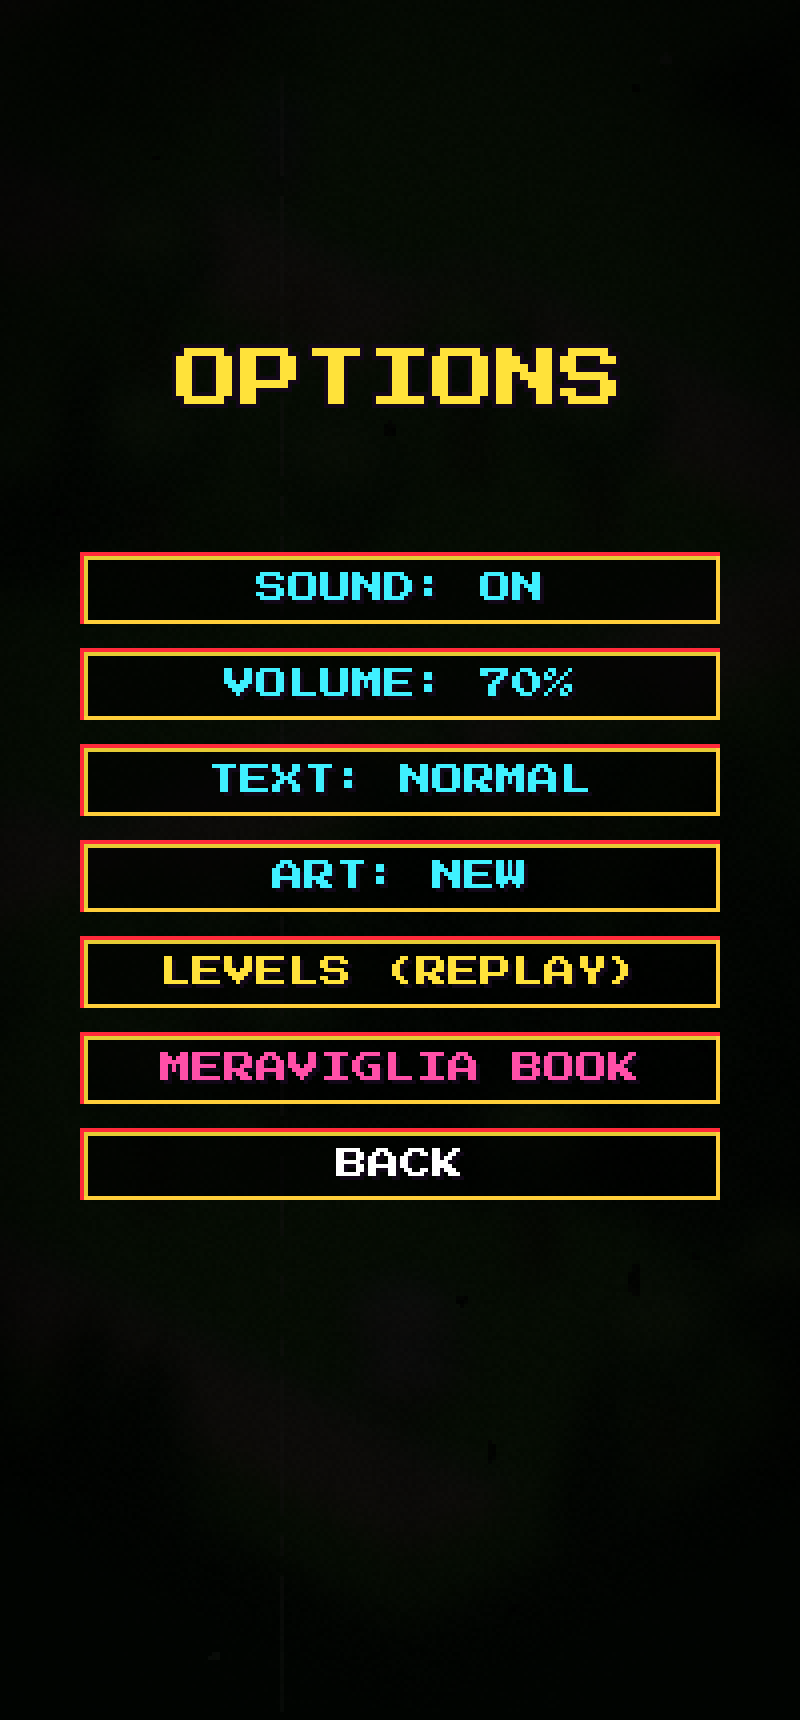 OPTIONS
SOUND: ON
VOLUME: 70%
TEXT: NORMAL
ART: NEW
LEVELS (REPLAY)
MERAVIGLIA BOOK
BACK